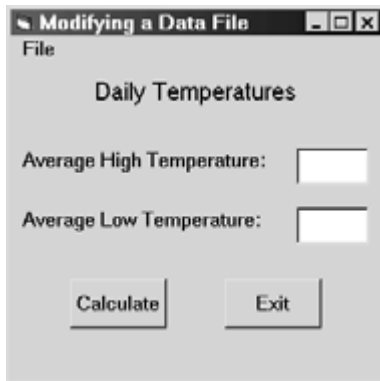 Modifying a Data File
File
Daily Temperatures
Average High Temperature:
Average Low Temperature:
Calculate Exit